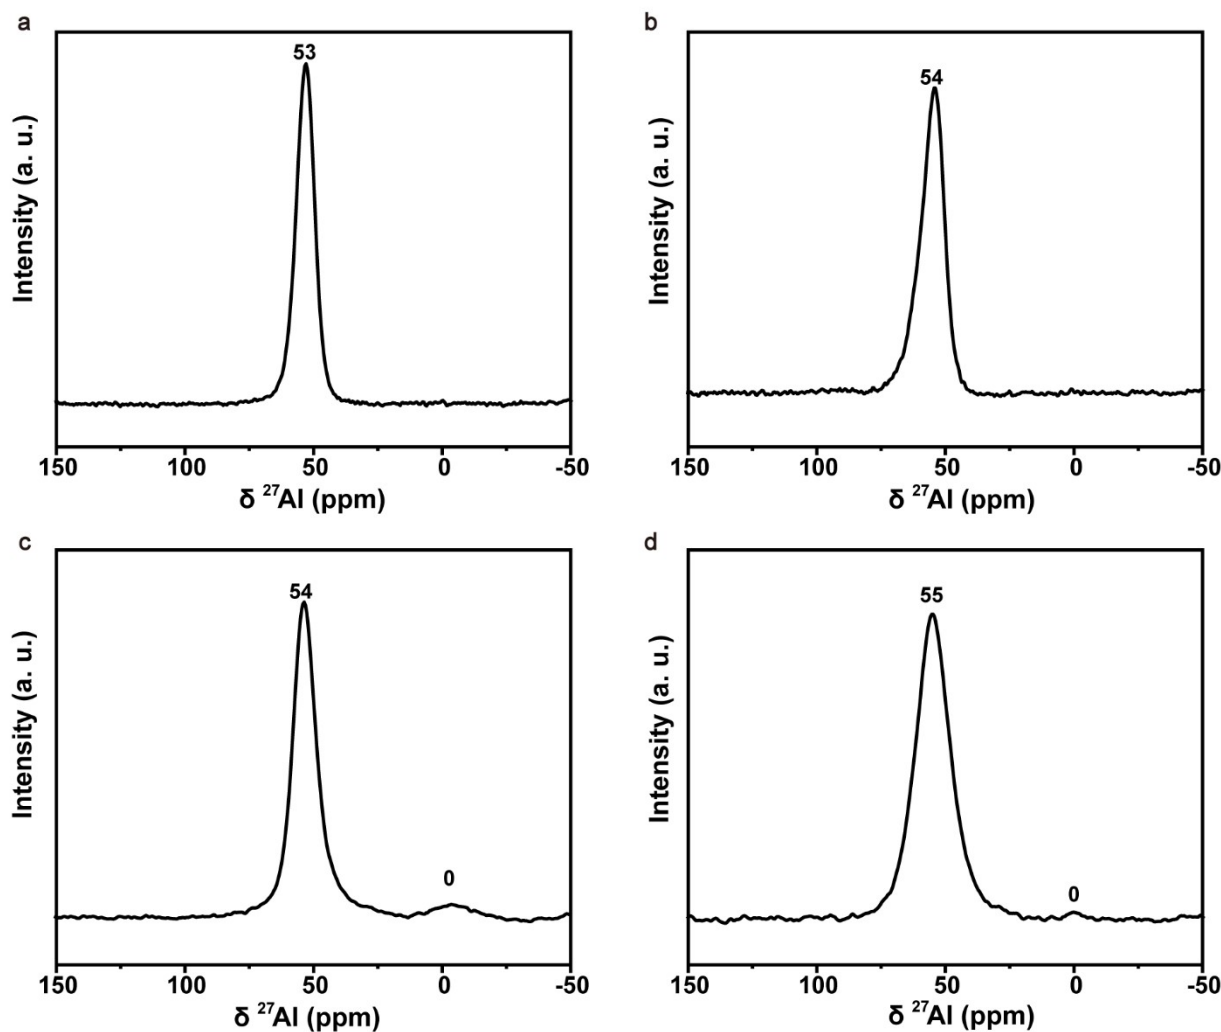 a
53
Intensity (a. u.)
150 100 50 0 -50
δ ²⁷Al (ppm)
b
54
Intensity (a. u.)
150 100 50 0 -50
δ ²⁷Al (ppm)
c
54
0
Intensity (a. u.)
150 100 50 0 -50
δ ²⁷Al (ppm)
d
55
0
Intensity (a. u.)
150 100 50 0 -50
δ ²⁷Al (ppm)